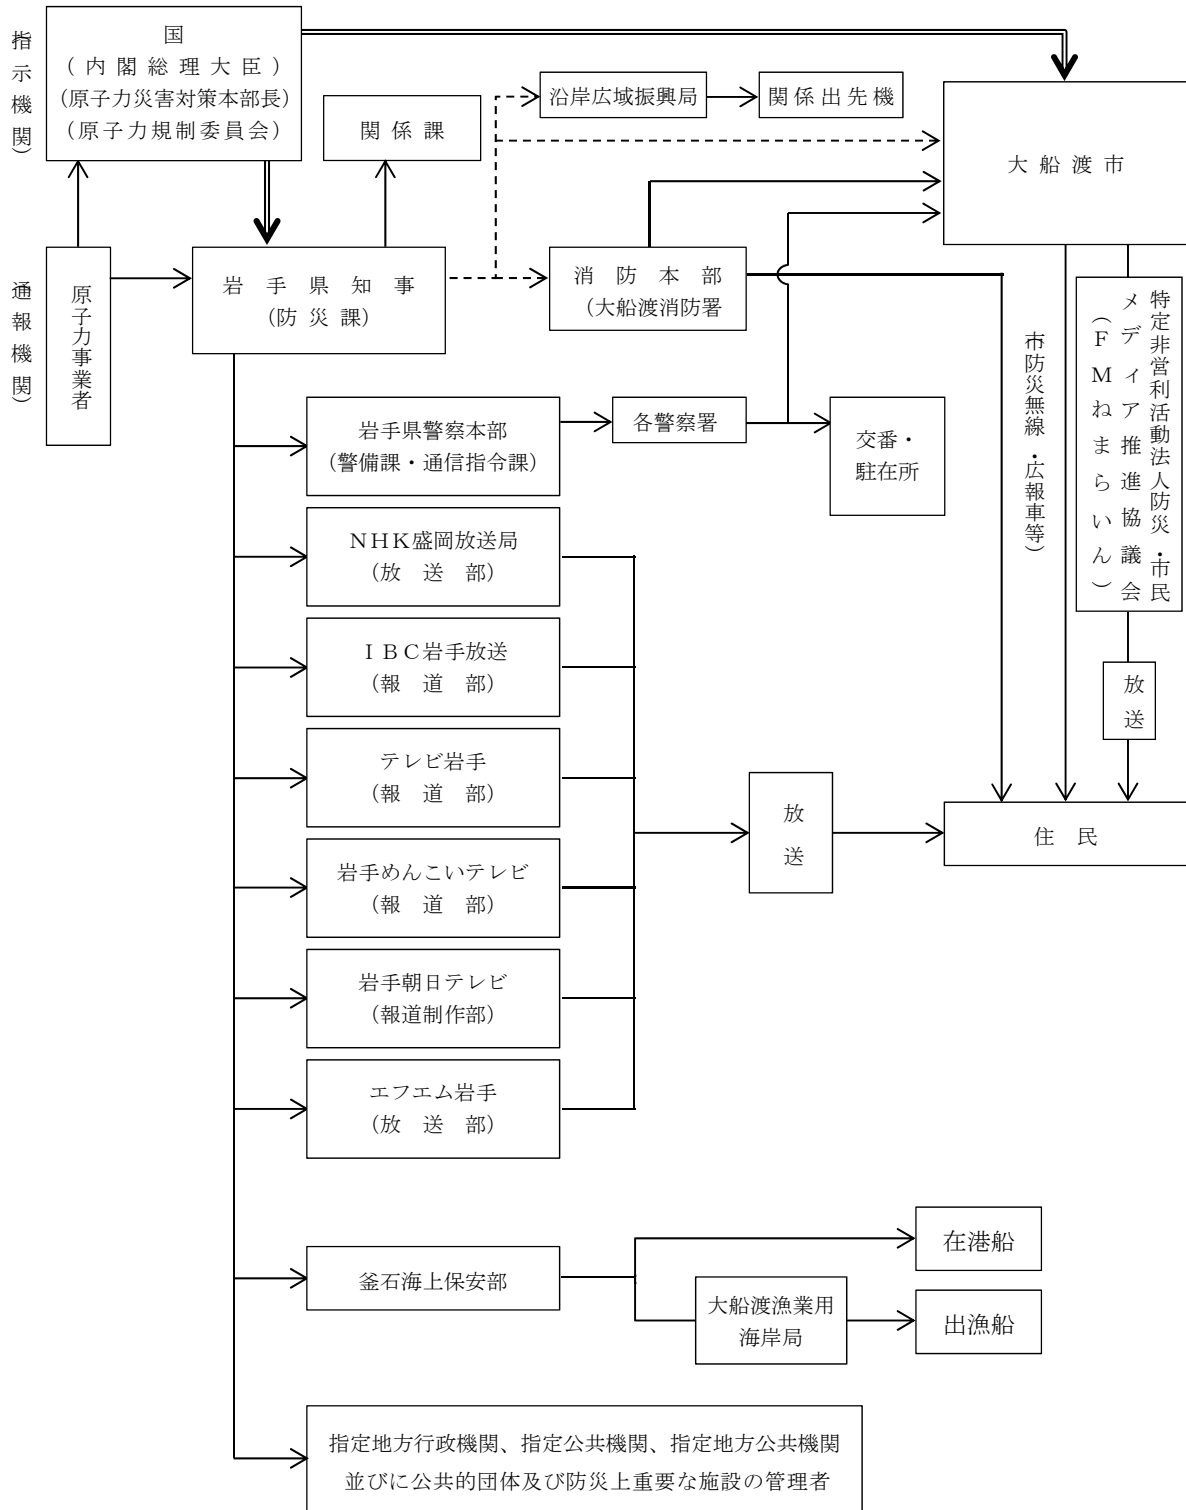 指示機関）
国
（内閣総理大臣）
（原子力災害対策本部長）
（原子力規制委員会）
関係課
沿岸広域振興局
関係出先機
大船渡市
通報機関）
原子力事業者
岩手県知事
（防災課）
消防本部
（大船渡消防署
市防災無線・広報車等）
特定非営利活動法人防災・市民
メディア推進協議会
（ＦＭねまらいん）
岩手県警察本部
（警備課・通信指令課）
各警察署
交番・
駐在所
ＮＨＫ盛岡放送局
（放送部）
ＩＢＣ岩手放送
（報道部）
放送
テレビ岩手
（報道部）
放送
住民
岩手めんこいテレビ
（報道部）
岩手朝日テレビ
（報道制作部）
エフエム岩手
（放送部）
釜石海上保安部
在港船
大船渡漁業用
海岸局
出漁船
指定地方行政機関、指定公共機関、指定地方公共機関
並びに公共的団体及び防災上重要な施設の管理者